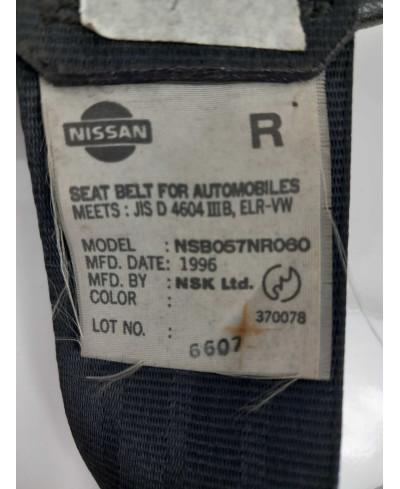 NISSAN
R
SEAT BELT FOR AUTOMOBILES
MEETS : JIS D 4604 ⅢB, ELR-VW
MODEL : NSB057NR060
MFD. DATE: 1996
MFD. BY : NSK Ltd.
COLOR :
370078
LOT NO. :
6607